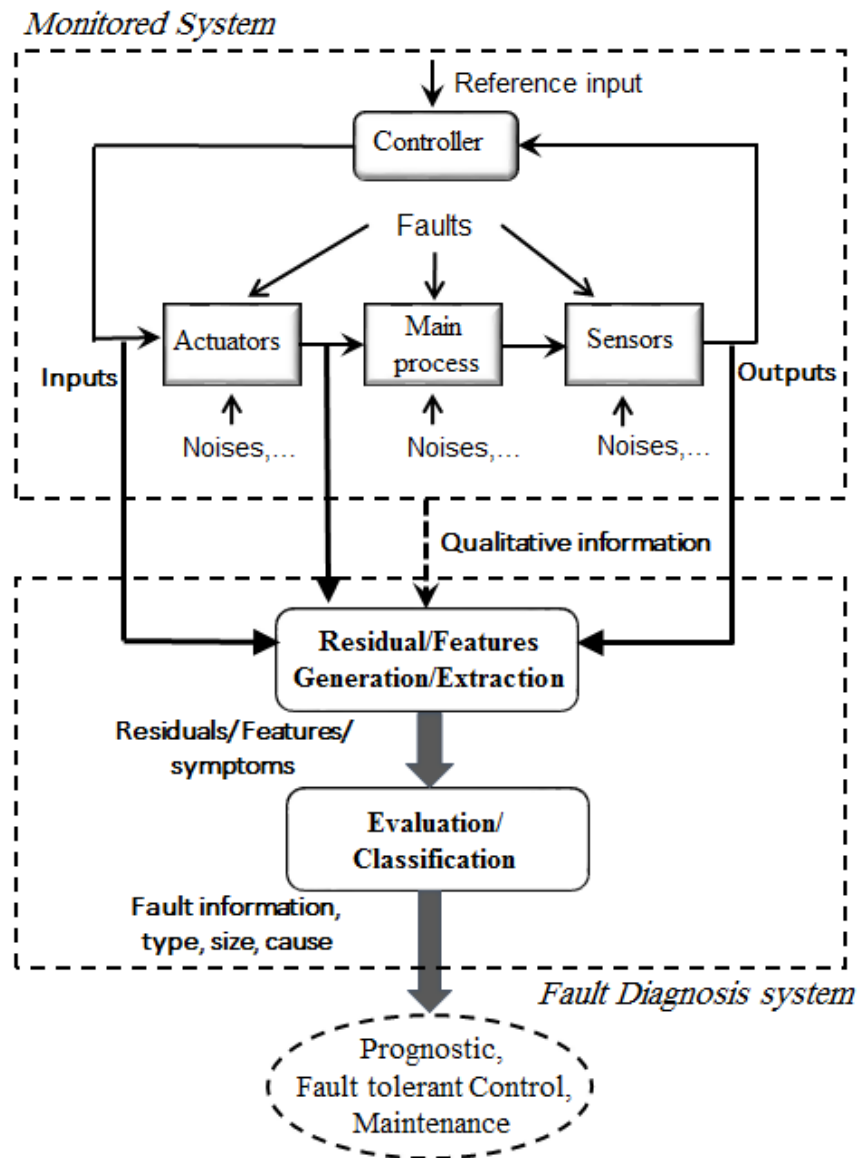 Monitored System
Reference input
Controller
Faults
Actuators
Main
process
Sensors
Inputs
Outputs
Noises,...
Noises,...
Noises,...
Qualitative information
Residual/Features
Generation/Extraction
Residuals/Features/
symptoms
Evaluation/
Classification
Fault information,
type, size, cause
Fault Diagnosis system
Prognostic,
Fault tolerant Control,
Maintenance